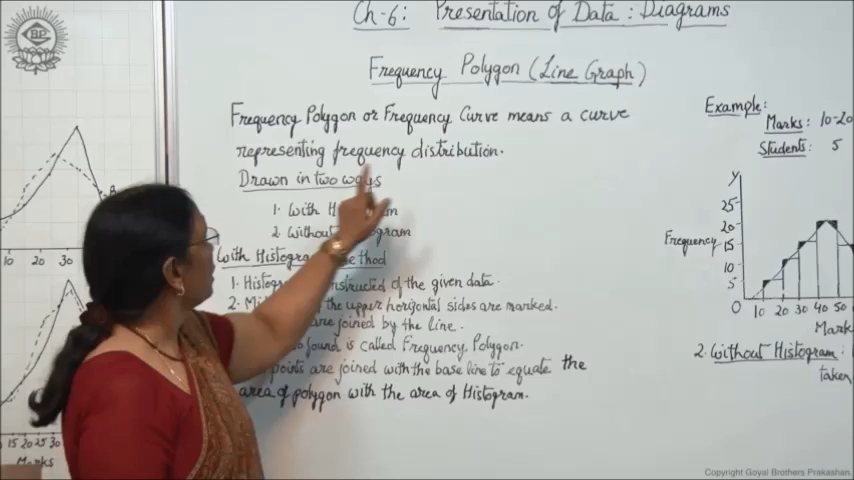 Ch-6: Presentation of Data: Diagrams
Frequency Polygon (Line Graph)
Frequency Polygon or Frequency Curve means a curve
representing frequency distribution.
Drawn in two ways
1. With
2. Without
With Histogram
1. constructed of the given data.
2. of the upper horizontal sides are marked.
are joined by the line.
found is called Frequency Polygon.
points are joined with the base line to equate the
area of polygon with the area of Histogram.
Example:
Marks: 10-20
Students: 5
Y
25
20
Frequency 15
10
5
0 10 20 30 40 50
Mark
2. Without Histogram:
taken
BP
10 30
15 20 25 30
Marks
Copyright Goyal Brothers Prakashan